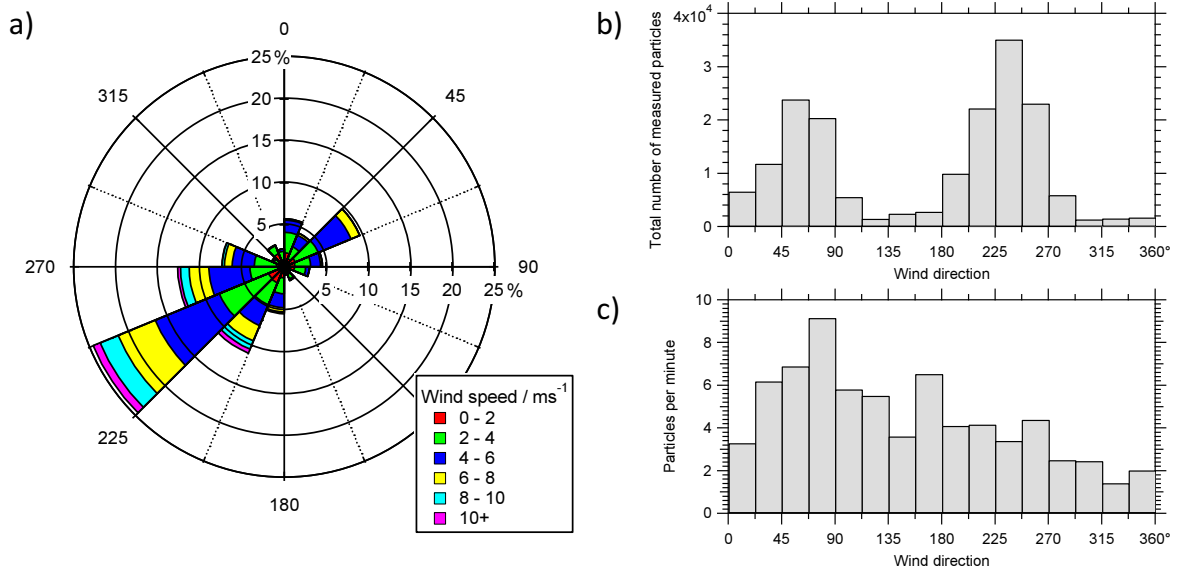 a)
0
25 %
20
15
10
5
315
45
270
90
5 10 15 20 25 %
225
180
Wind speed / ms⁻¹
0 - 2
2 - 4
4 - 6
6 - 8
8 - 10
10+
b)
Total number of measured particles
4x10⁴
3
2
1
0
0 45 90 135 180 225 270 315 360°
Wind direction
c)
Particles per minute
10
8
6
4
2
0
0 45 90 135 180 225 270 315 360°
Wind direction